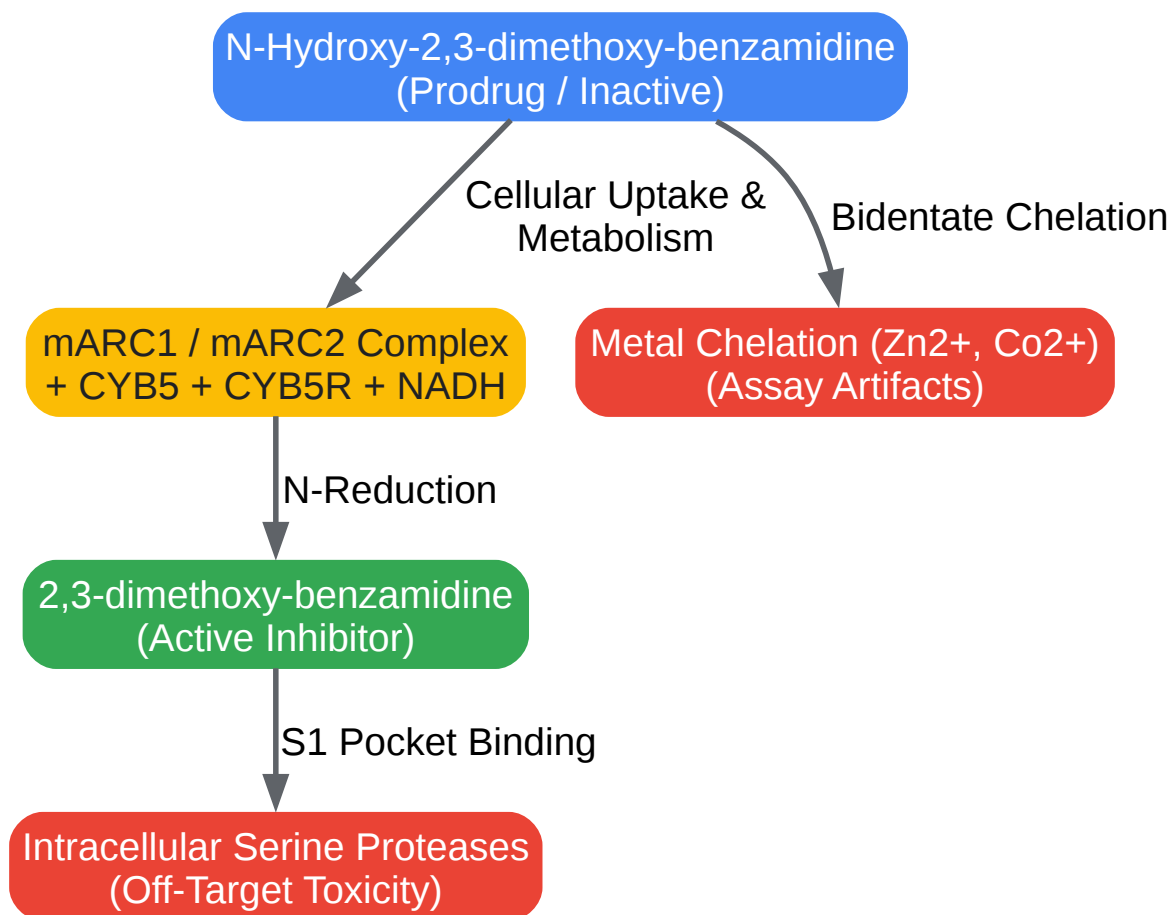 N-Hydroxy-2,3-dimethoxy-benzamidine
(Prodrug / Inactive)
Cellular Uptake &
Metabolism
Bidentate Chelation
mARC1 / mARC2 Complex
+ CYB5 + CYB5R + NADH
Metal Chelation (Zn2+, Co2+)
(Assay Artifacts)
N-Reduction
2,3-dimethoxy-benzamidine
(Active Inhibitor)
S1 Pocket Binding
Intracellular Serine Proteases
(Off-Target Toxicity)